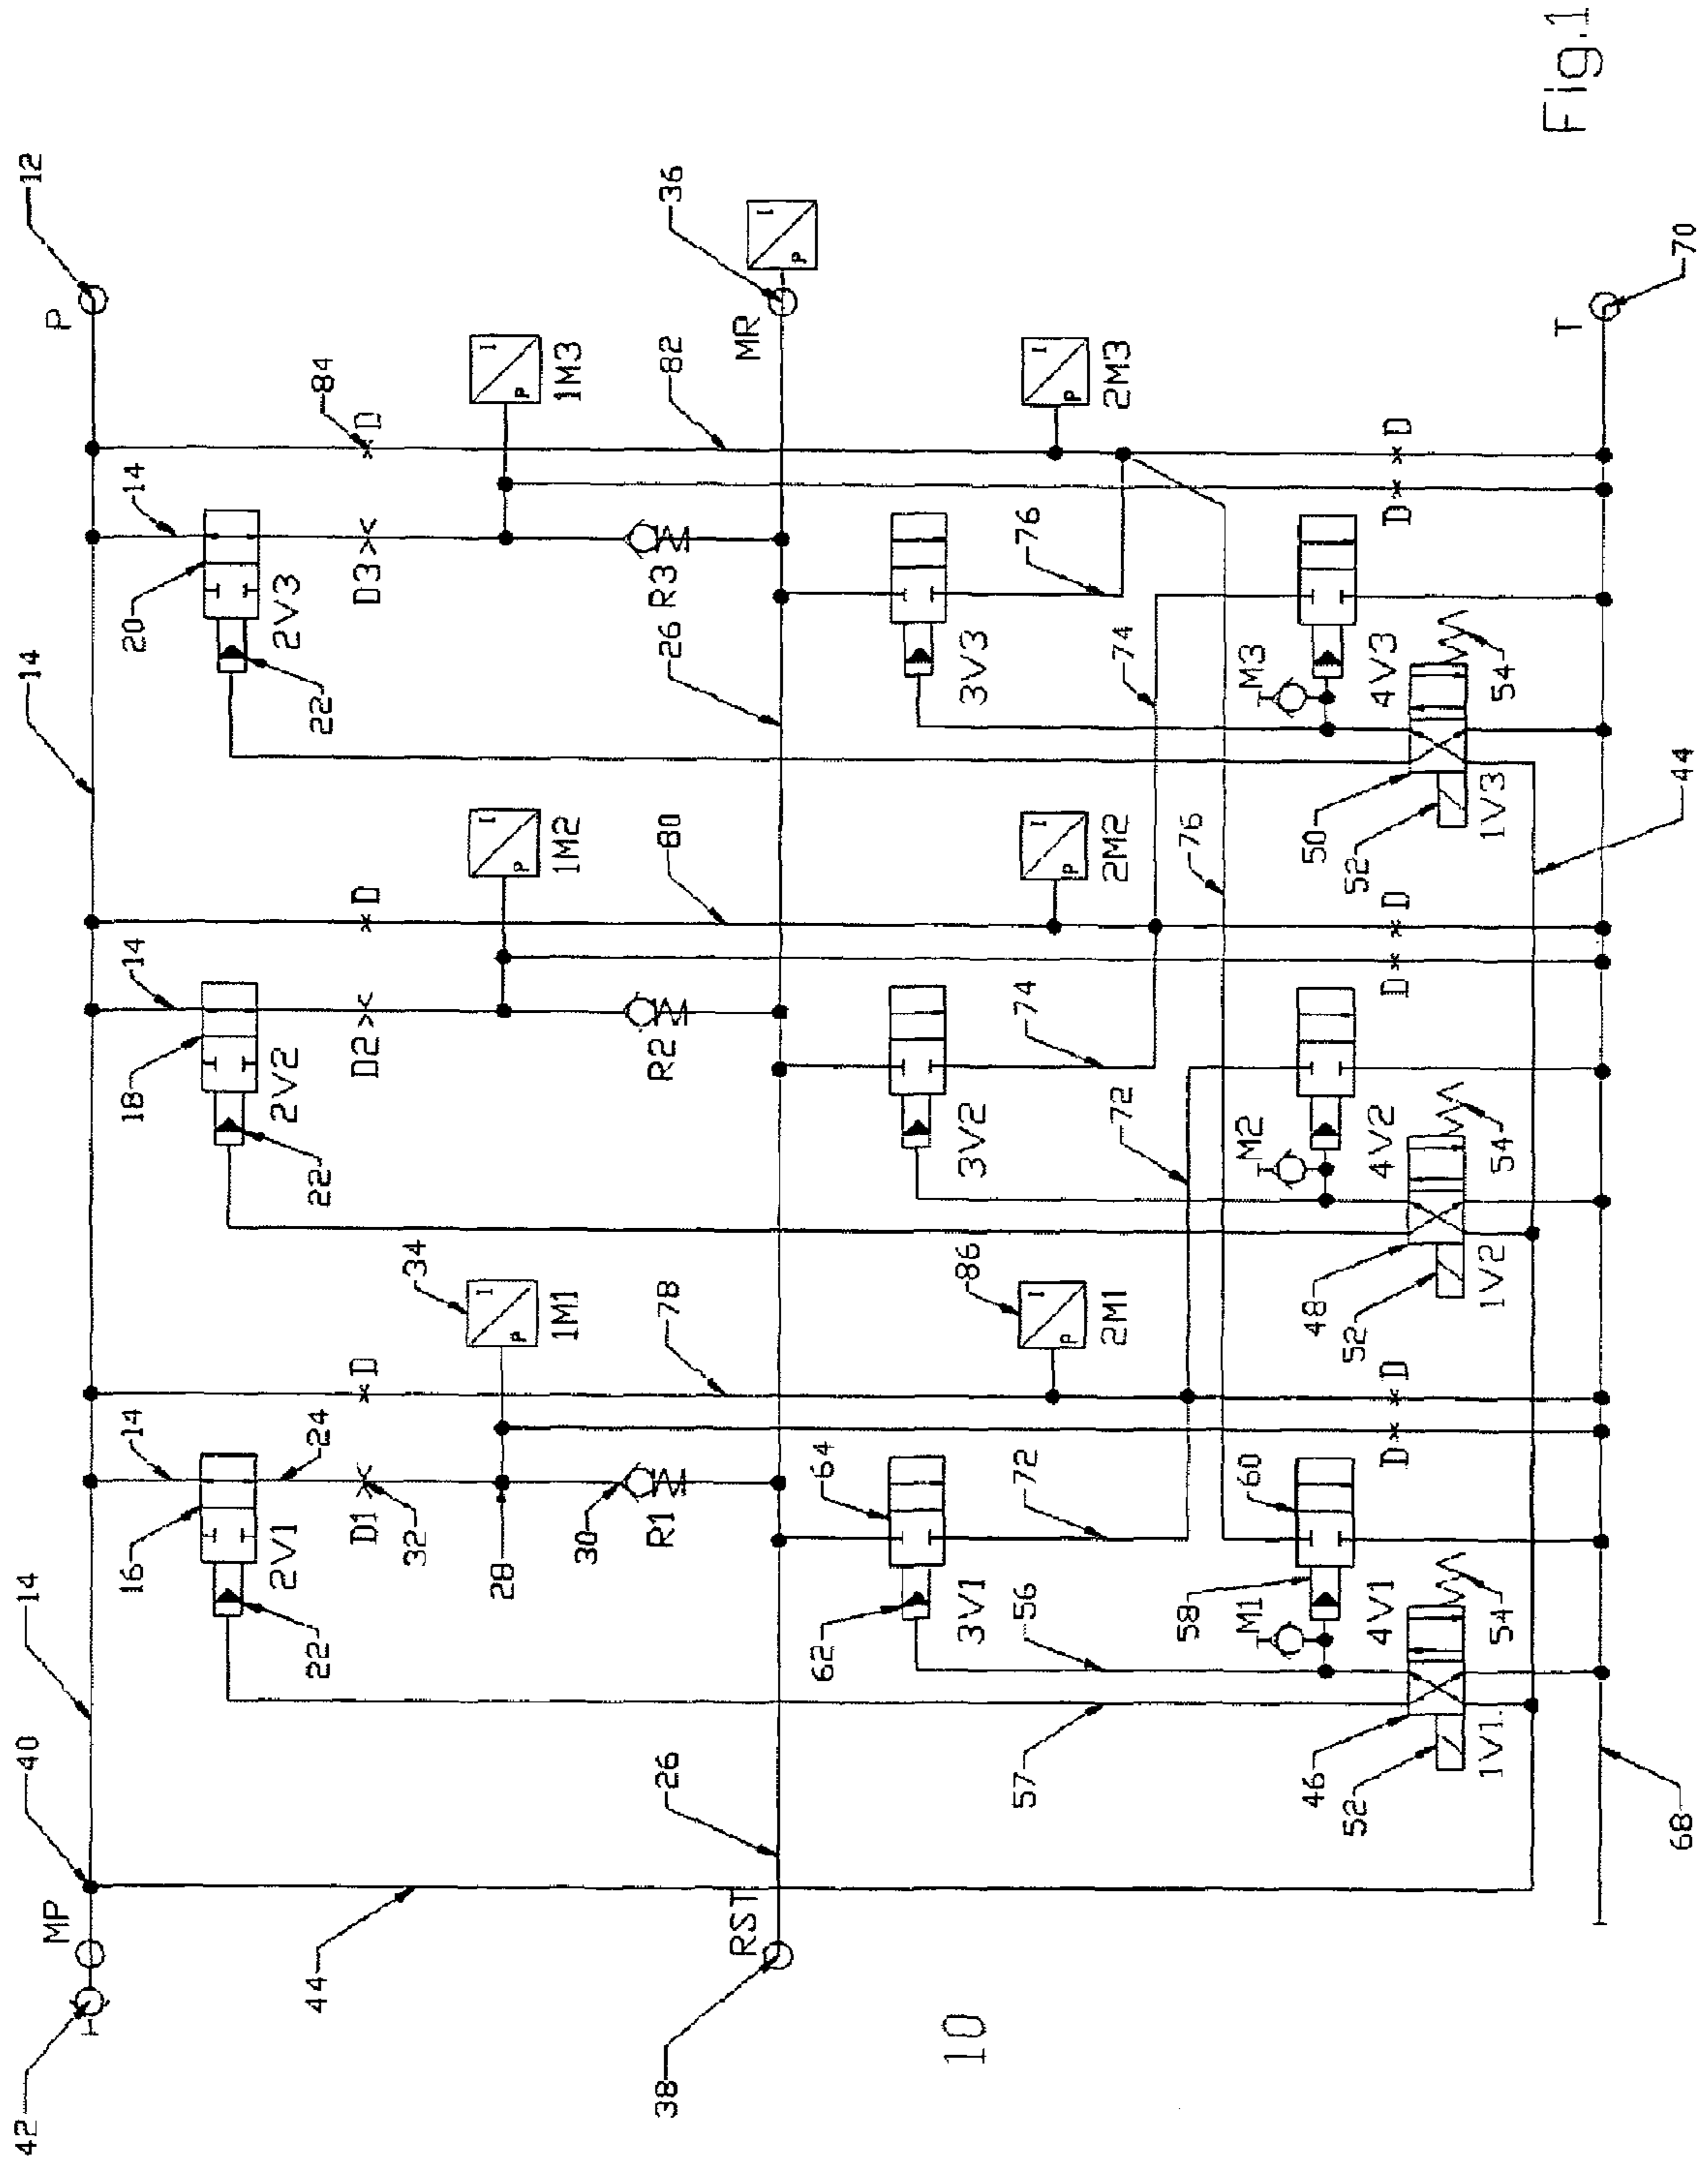 Fig.1
12
P
84
D
14
20
2V3
22
D3
1M3
R3
26
MR
36
82
2M3
76
3V3
74
M3
4V3
54
50
52
1V3
D
D
T
70
44
14
14
18
2V2
22
D
D2
1M2
R2
80
2M2
74
76
3V2
72
M2
4V2
54
48
52
1V2
D
D
14
24
16
2V1
22
D
D1
32
28
34
1M1
30
R1
78
86
2M1
64
72
62
3V1
56
57
60
58
M1
4V1
54
46
52
1V1
D
D
14
40
MP
42
44
26
RST
38
68
10